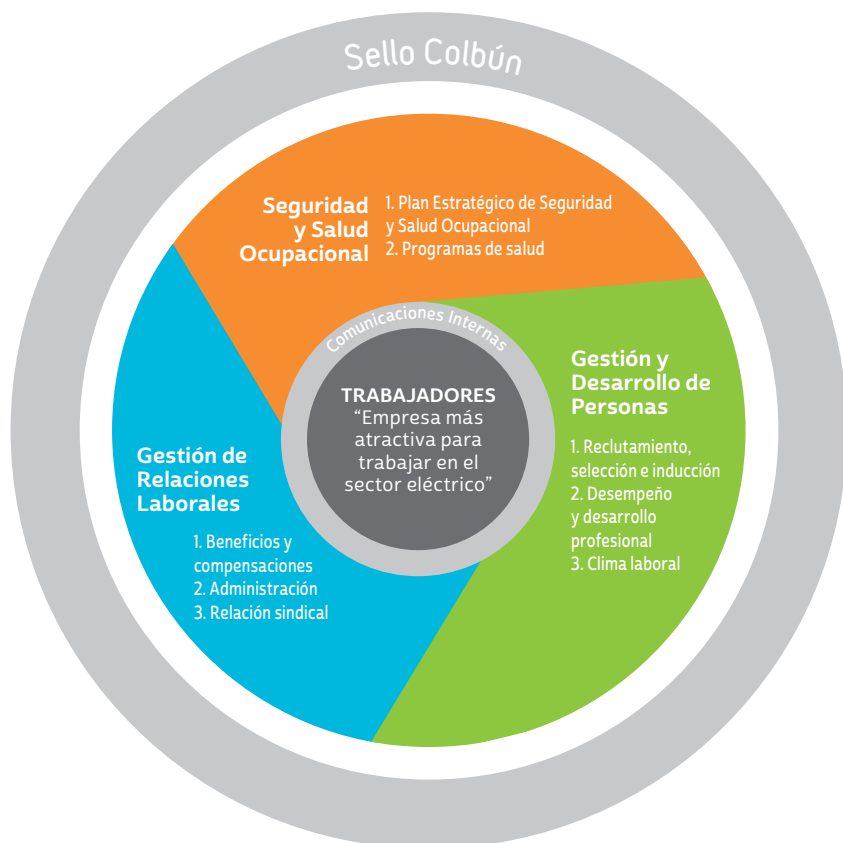 Sello Colbún
Seguridad
y Salud
Ocupacional
1. Plan Estratégico de Seguridad
y Salud Ocupacional
2. Programas de salud
Comunicaciones Internas
TRABAJADORES
“Empresa más
atractiva para
trabajar en el
sector eléctrico”
Gestión y
Desarrollo de
Personas
1. Reclutamiento,
selección e inducción
2. Desempeño
y desarrollo
profesional
3. Clima laboral
Gestión de
Relaciones
Laborales
1. Beneficios y
compensaciones
2. Administración
3. Relación sindical